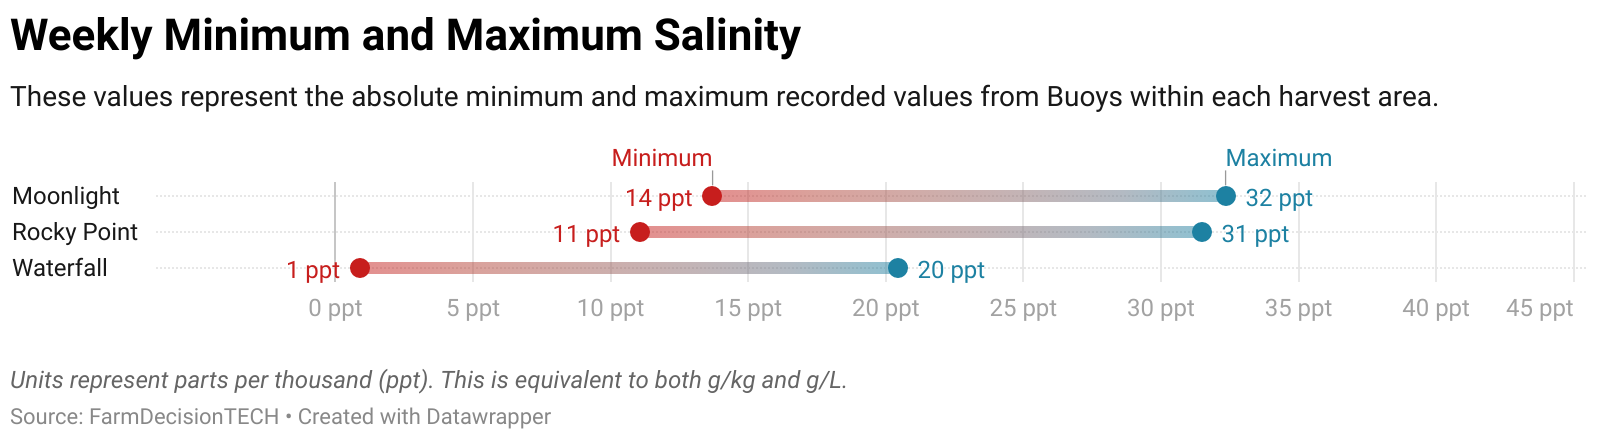 Weekly Minimum and Maximum Salinity
These values represent the absolute minimum and maximum recorded values from Buoys within each harvest area.
Minimum Maximum
Moonlight 14 ppt 32 ppt
Rocky Point 11 ppt 31 ppt
Waterfall 1 ppt 20 ppt
0 ppt 5 ppt 10 ppt 15 ppt 20 ppt 25 ppt 30 ppt 35 ppt 40 ppt 45 ppt
Units represent parts per thousand (ppt). This is equivalent to both g/kg and g/L.
Source: FarmDecisionTECH • Created with Datawrapper